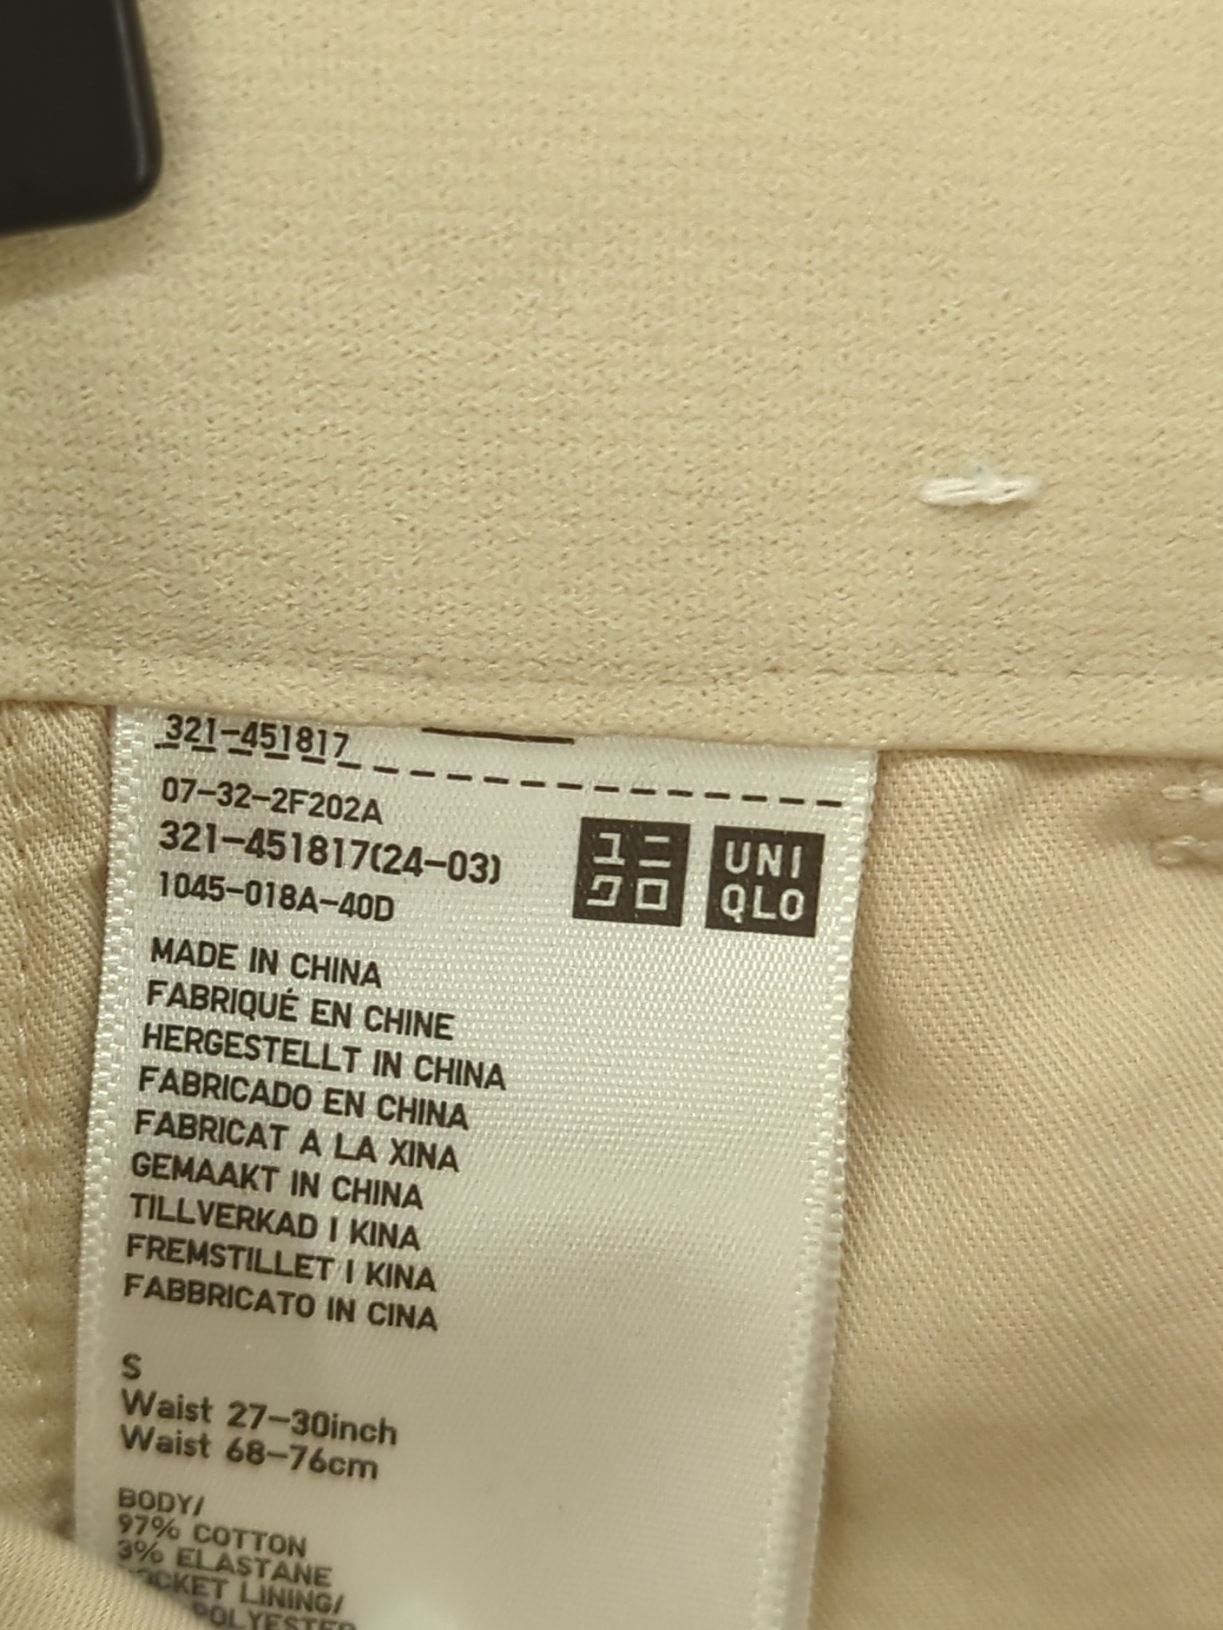 321-451817
07-32-2F202A
321-451817(24-03)
1045-018A-40D
ユニ
クロ
UNI
QLO
MADE IN CHINA
FABRIQUÉ EN CHINE
HERGESTELLT IN CHINA
FABRICADO EN CHINA
FABRICAT A LA XINA
GEMAAKT IN CHINA
TILLVERKAD I KINA
FREMSTILLET I KINA
FABBRICATO IN CINA
S
Waist 27-30inch
Waist 68-76cm
BODY/
97% COTTON
3% ELASTANE
LINING/
POLYESTER